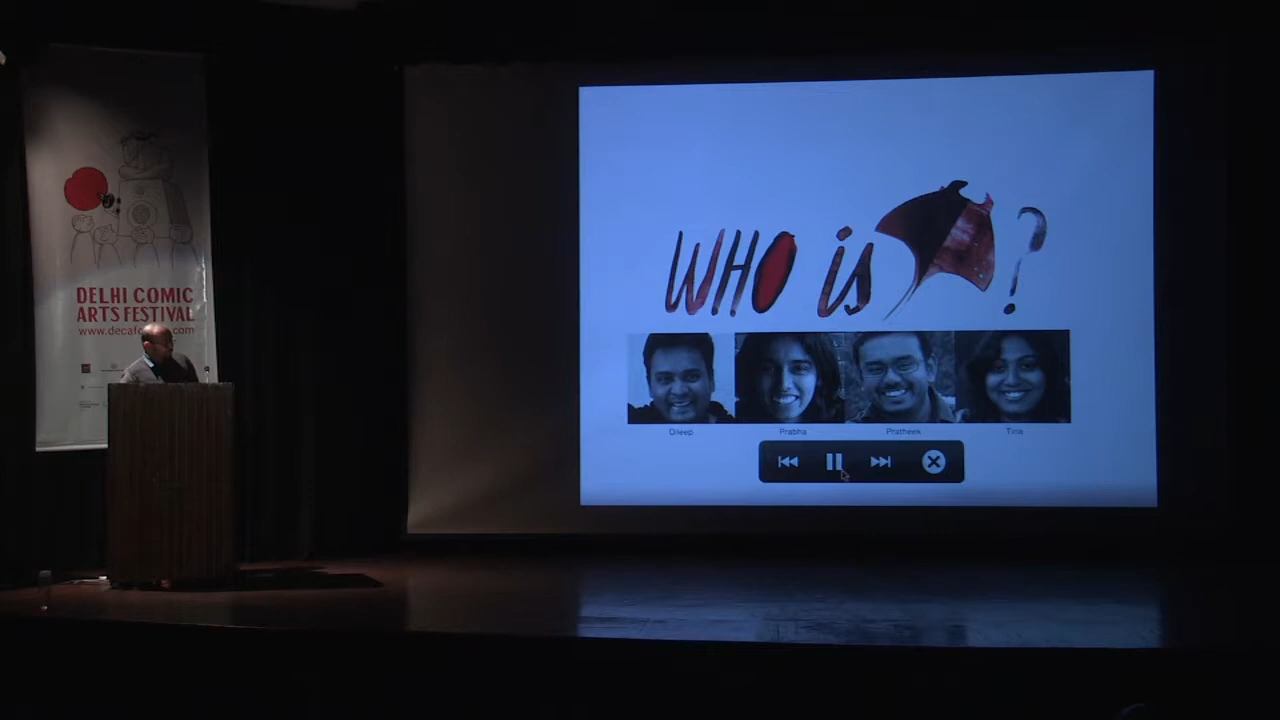 DELHI COMIC
ARTS FESTIVAL
WHO is ?
Dileep
Prabha
Pratheek
Tina